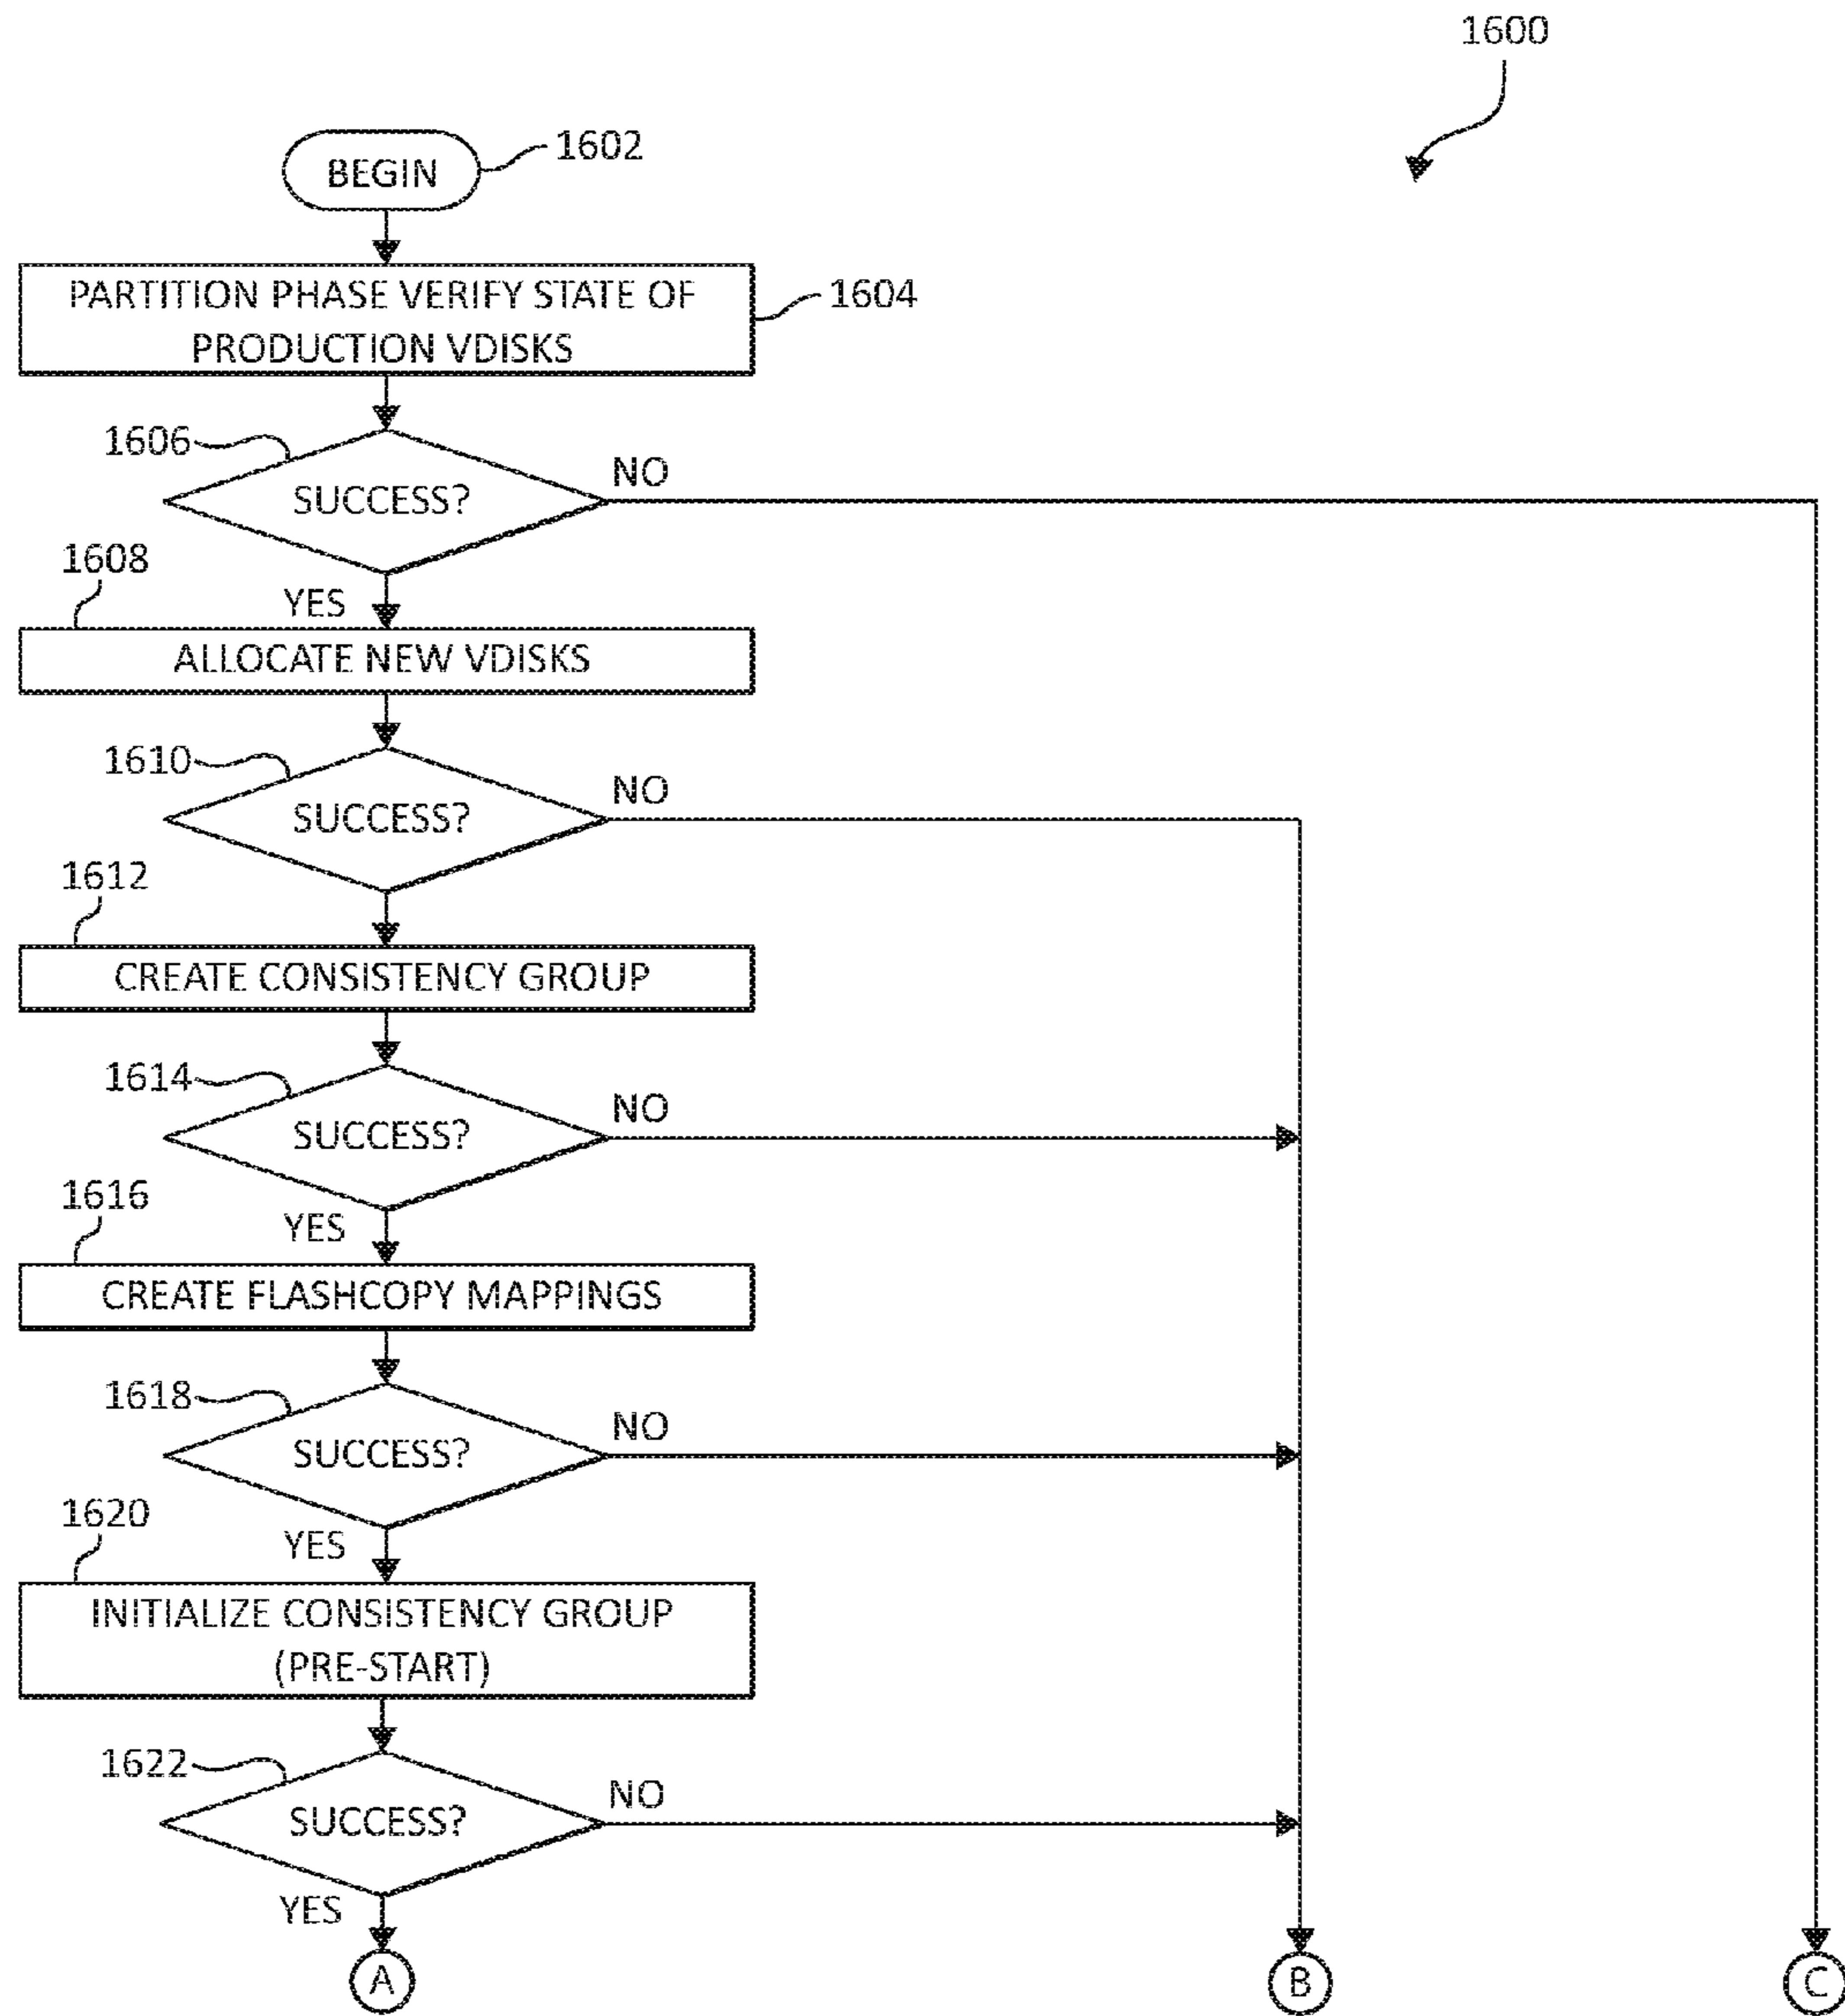 1600
BEGIN
1602
PARTITION PHASE VERIFY STATE OF
PRODUCTION VDISKS
1604
1606
SUCCESS?
NO
YES
1608
ALLOCATE NEW VDISKS
1610
SUCCESS?
NO
1612
CREATE CONSISTENCY GROUP
1614
SUCCESS?
NO
YES
1616
CREATE FLASHCOPY MAPPINGS
1618
SUCCESS?
NO
YES
1620
INITIALIZE CONSISTENCY GROUP
(PRE-START)
1622
SUCCESS?
NO
YES
A
B
C